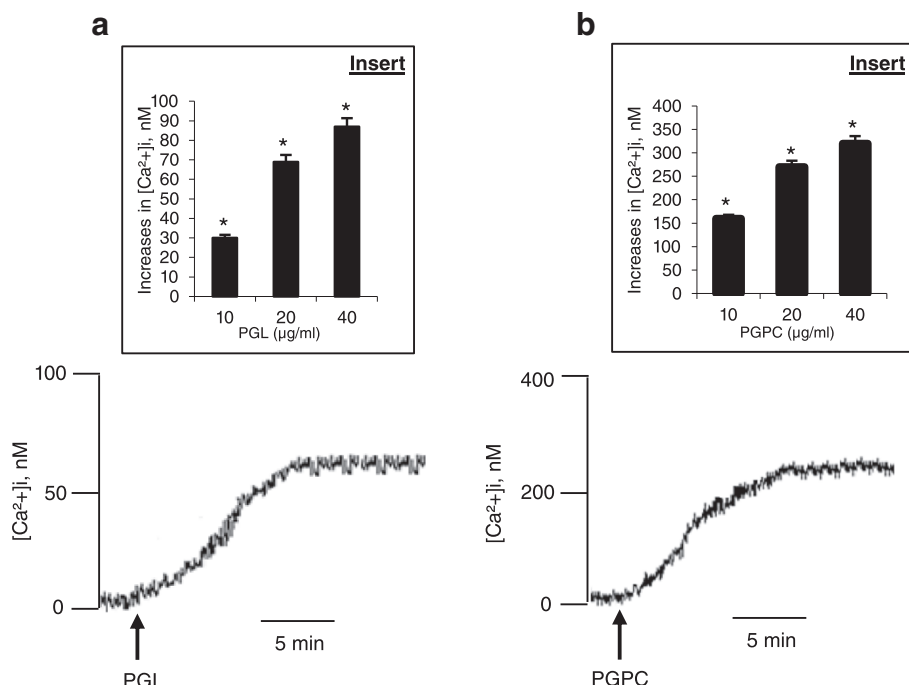 a
Insert
Increases in [Ca²⁺]i, nM
100
90
80
70
60
50
40
30
20
10
0
*
*
*
10 20 40
PGL (µg/ml)
100
50
0
[Ca²⁺]i, nM
5 min
PGL
b
Insert
Increases in [Ca²⁺]i, nM
400
350
300
250
200
150
100
50
0
*
*
*
10 20 40
PGPC (µg/ml)
400
200
0
[Ca²⁺]i, nM
5 min
PGPC